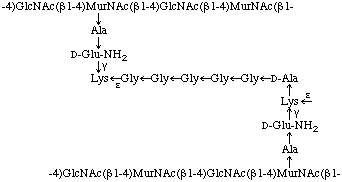 -4)GlcNAc(β1-4)MurNAc(β1-4)GlcNAc(β1-4)MurNAc(β1-
↓
Ala
↓
D-Glu-NH2
↓γ
Lys←Gly←Gly←Gly←Gly←Gly←D-Ala
ε
↑
Lys←ε
↑γ
D-Glu-NH2
↑
Ala
↑
-4)GlcNAc(β1-4)MurNAc(β1-4)GlcNAc(β1-4)MurNAc(β1-